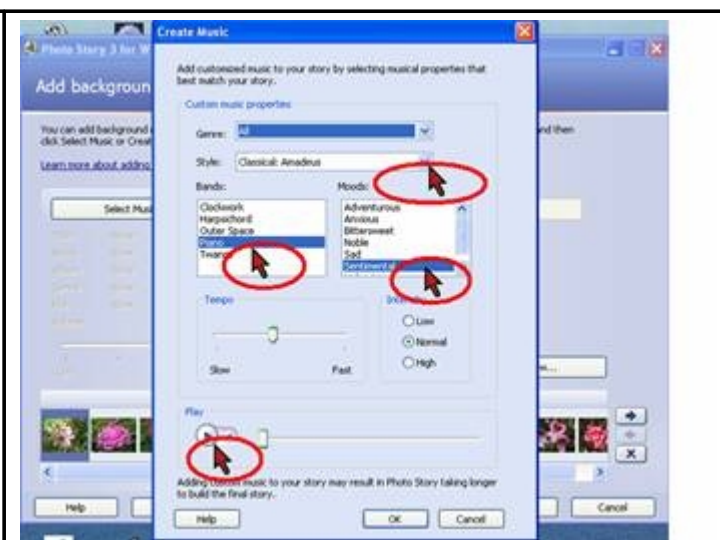 Create Music
Photo Story 3 for W
Add backgroun
Add customized music to your story by selecting musical properties that
best match your story.
Custom music properties
You can add background
nd then
click Select Music or Creat
Learn more about adding
Genre: All
Style: Classical: Amadeus
Bands:
Moods:
Select Musi
Clockwork
Harpsichord
Outer Space
Piano
Twang
Adventurous
Anxious
Bittersweet
Noble
Sad
Sentimental
Tempo
Slow
Fast
Low
Normal
High
Play
Adding custom music to your story may result in Photo Story taking longer
to build the final story.
Help
Help
OK
Cancel
Cancel